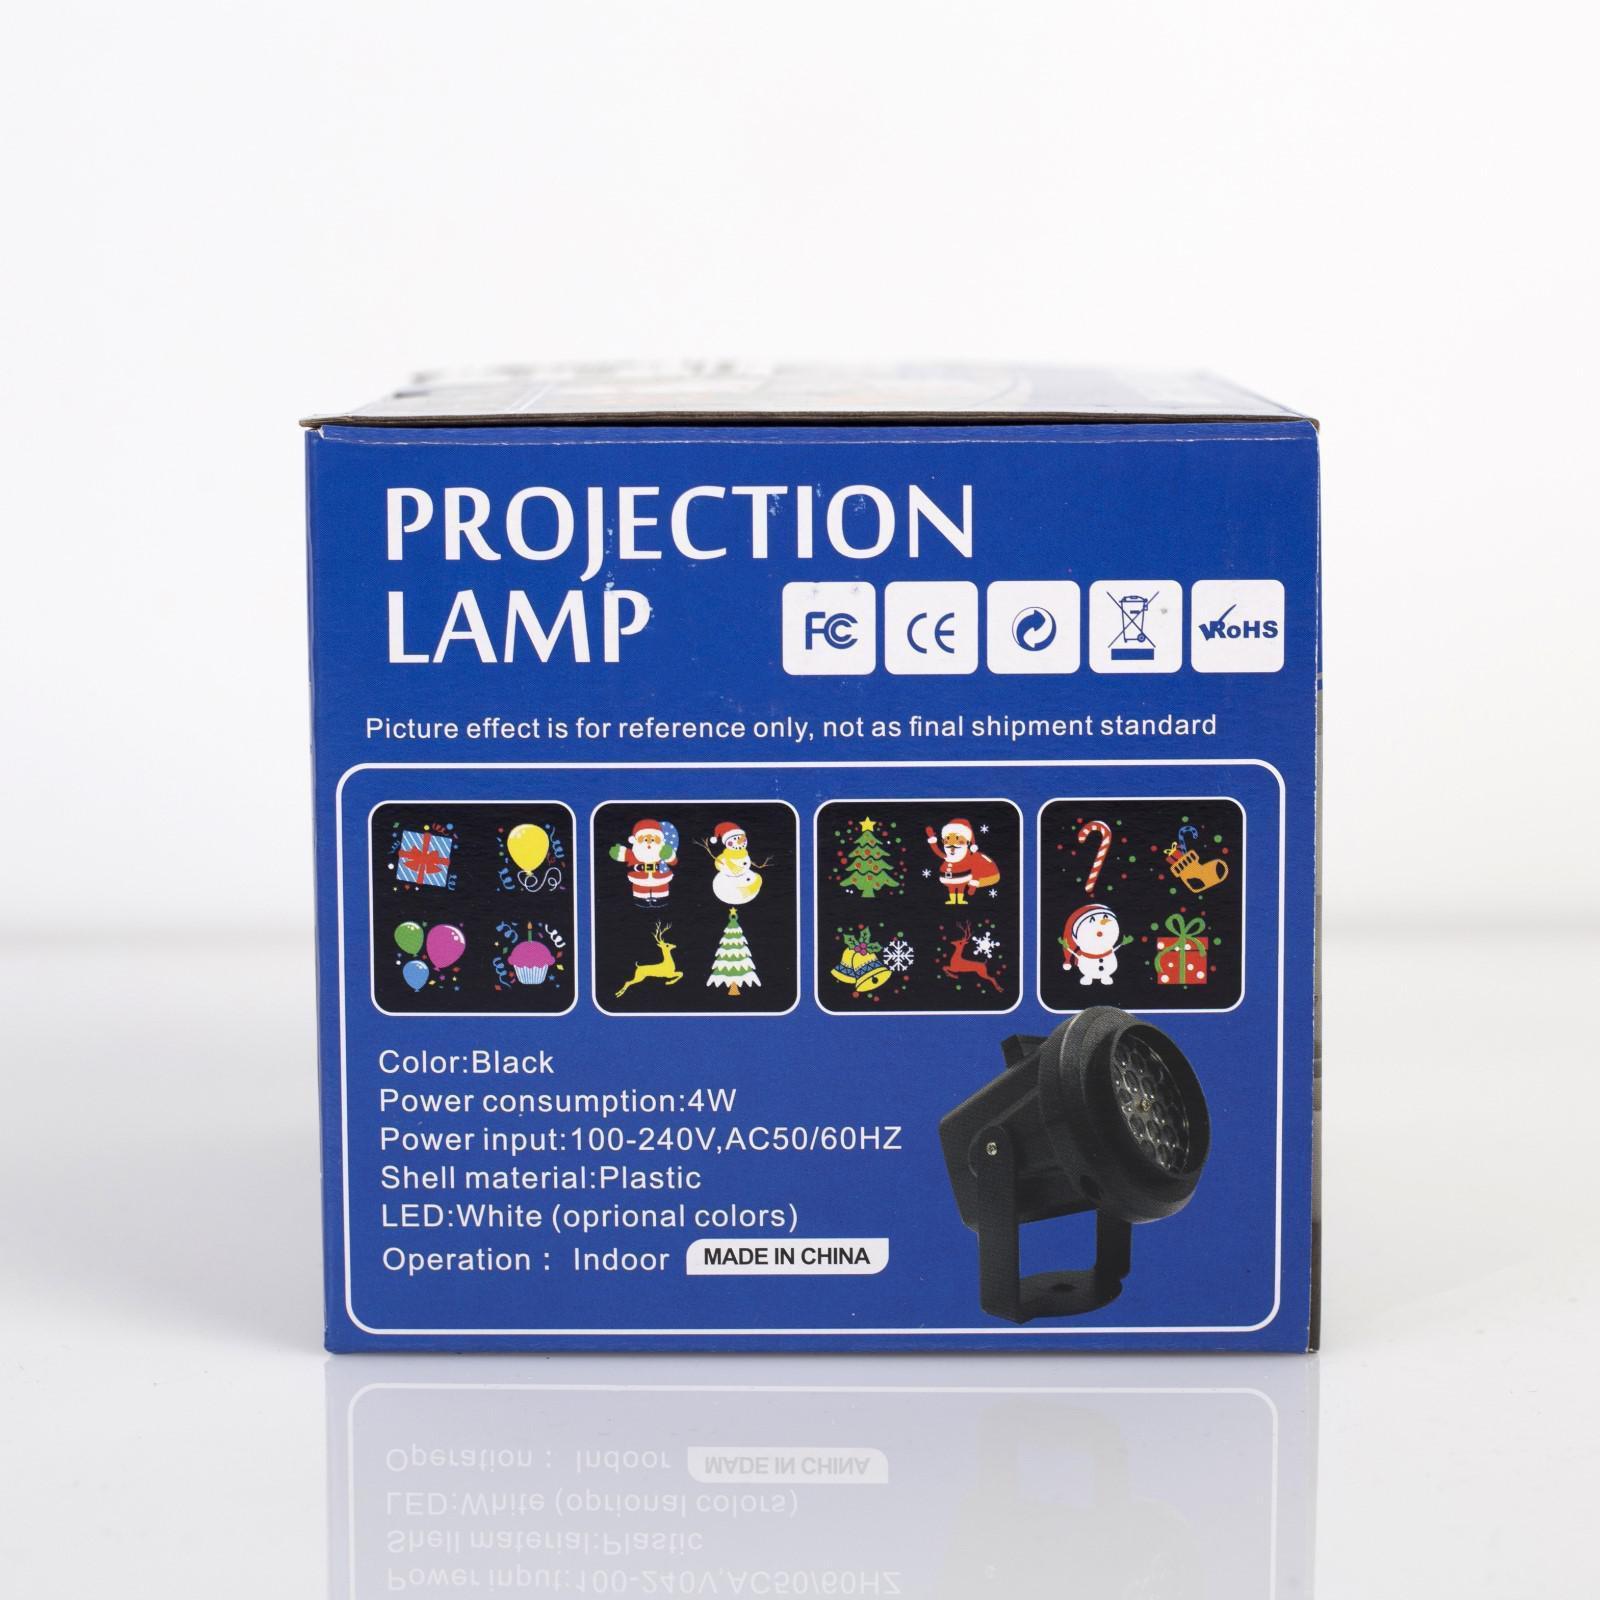 PROJECTION
LAMP
FC CE RoHS
Picture effect is for reference only, not as final shipment standard
Color:Black
Power consumption:4W
Power input:100-240V,AC50/60HZ
Shell material:Plastic
LED:White (oprional colors)
Operation : Indoor MADE IN CHINA